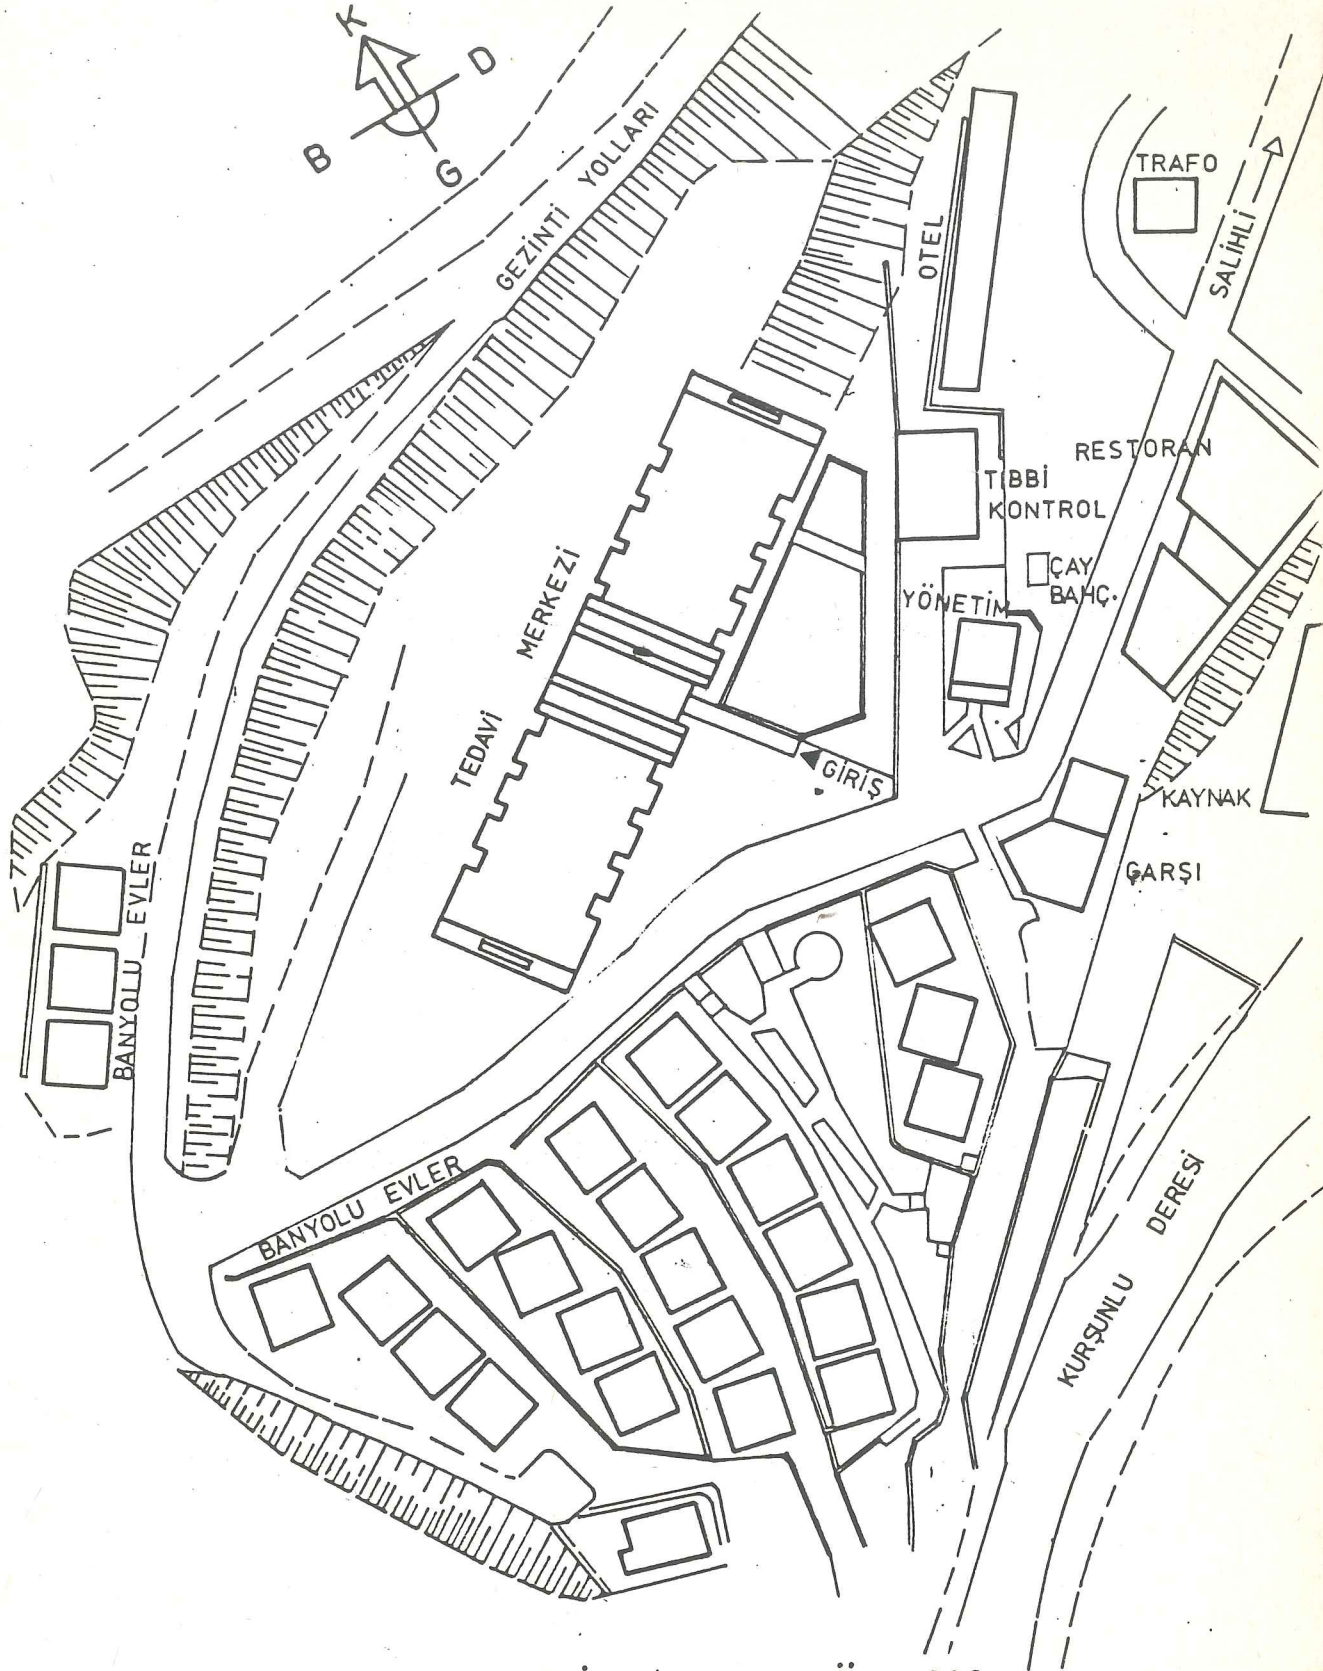 K
D
B
G
GEZİNTİ YOLLARI
TRAFO
SALİHLİ
OTEL
RESTORAN
TIBBİ
KONTROL
ÇAY
BAHÇ.
YÖNETİM
TEDAVİ MERKEZİ
GİRİŞ
KAYNAK
ÇARŞI
BANYOLU EVLER
BANYOLU EVLER
KURŞUNLU DERESİ